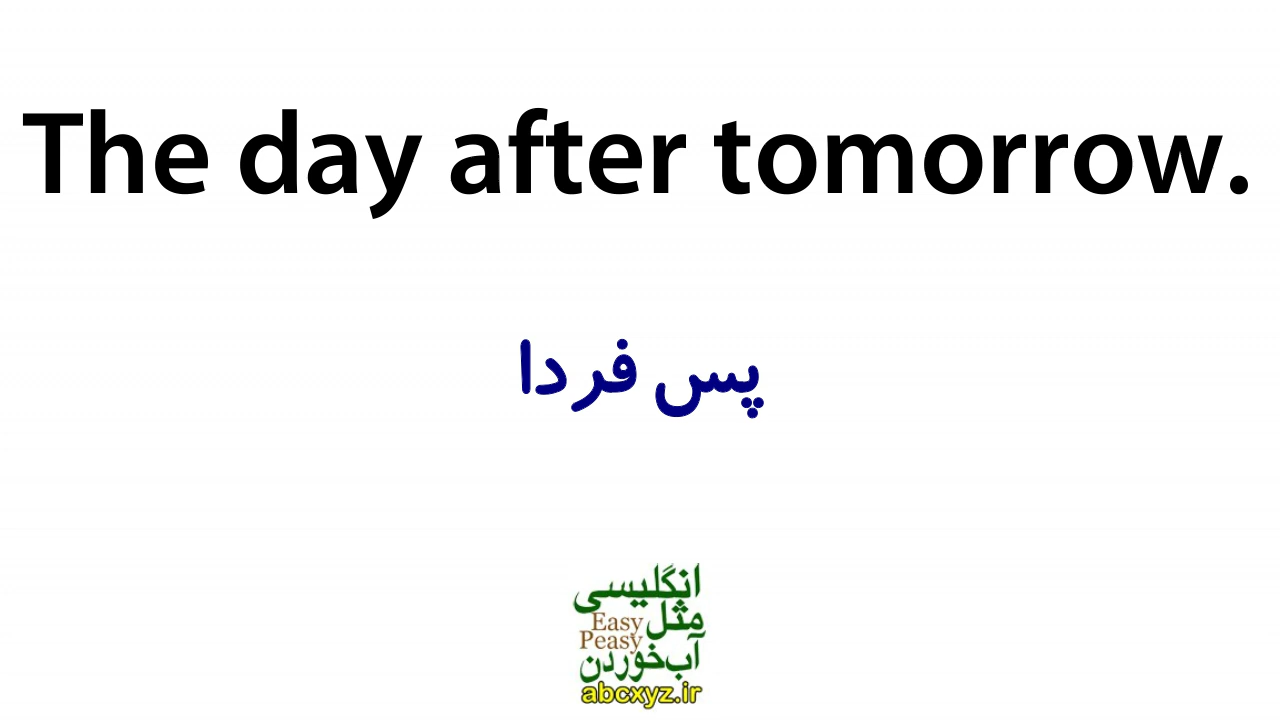 The day after tomorrow.
پس فردا
انگلیسی
مثل
Easy
Peasy
آب‌خوردن
abcxyz.ir